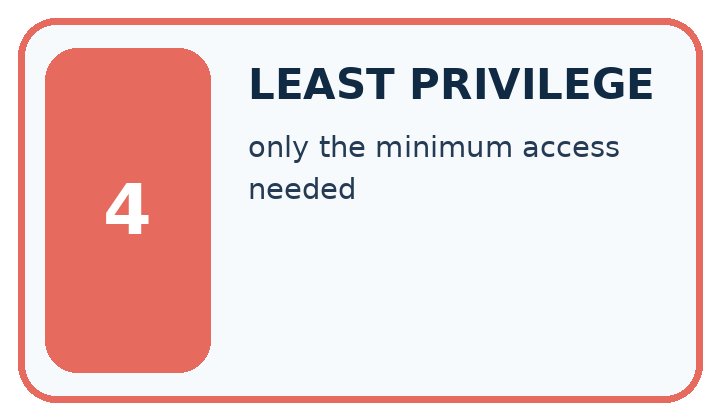 4
LEAST PRIVILEGE
only the minimum access
needed